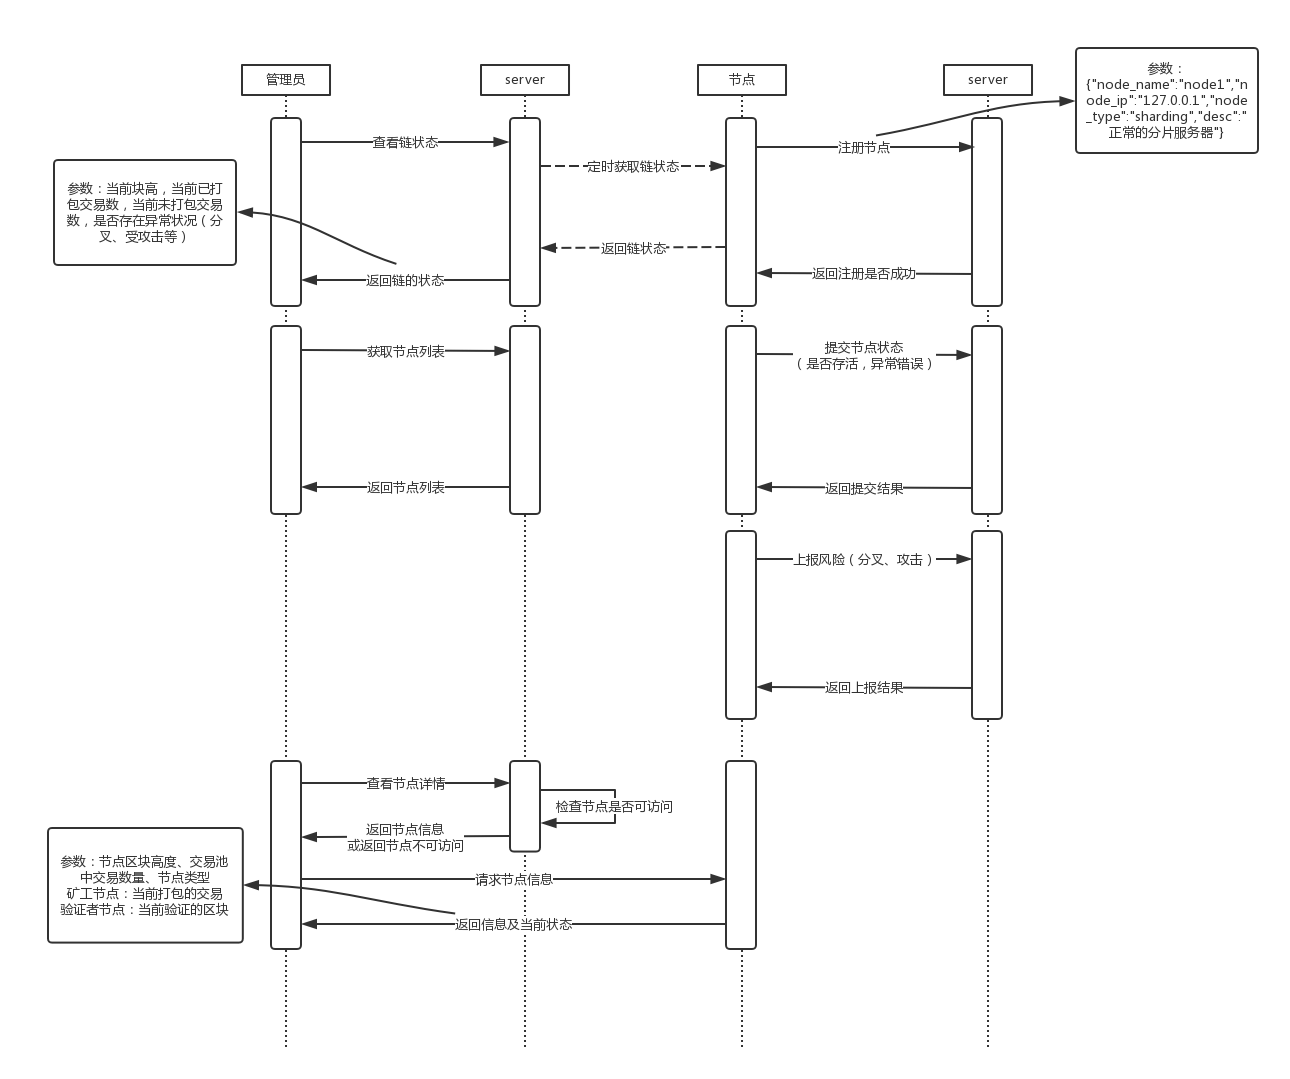 管理员
server
节点
server
参数：
{"node_name":"node1","n
ode_ip":"127.0.0.1","node
_type":"sharding","desc":"
正常的分片服务器"}
查看链状态
注册节点
定时获取链状态
参数：当前块高，当前已打
包交易数，当前未打包交易
数，是否存在异常状况（分
叉、受攻击等）
返回链状态
返回注册是否成功
返回链的状态
获取节点列表
提交节点状态
（是否存活，异常错误）
返回节点列表
返回提交结果
上报风险（分叉、攻击）
返回上报结果
查看节点详情
检查节点是否可访问
返回节点信息
或返回节点不可访问
参数：节点区块高度、交易池
中交易数量、节点类型
矿工节点：当前打包的交易
验证者节点：当前验证的区块
请求节点信息
返回信息及当前状态